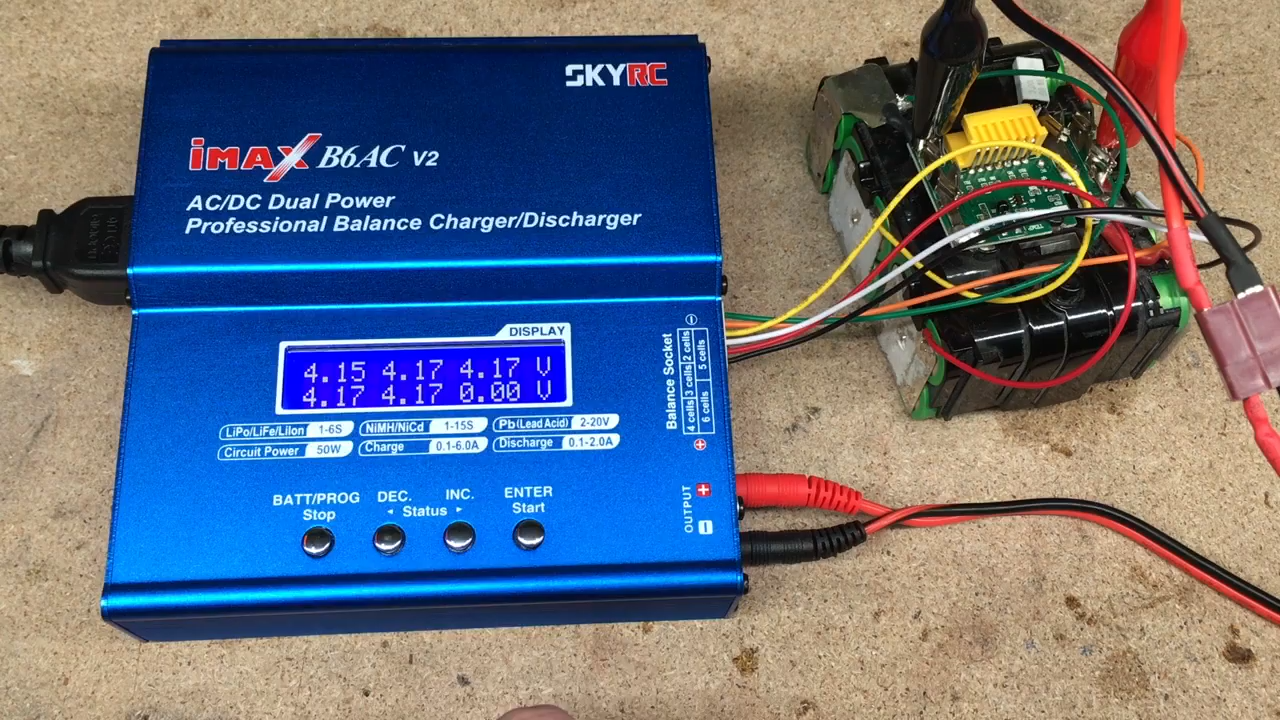 SKYRC
iMAX B6AC V2
AC/DC Dual Power
Professional Balance Charger/Discharger
DISPLAY
4.15 4.17 4.17 V
4.17 4.17 0.00 V
LiPo/LiFe/LiIon 1-6S
NiMH/NiCd 1-15S
Pb(Lead Acid) 2-20V
Circuit Power 50W
Charge 0.1-6.0A
Discharge 0.1-2.0A
BATT/PROG
Stop
DEC.
INC.
◂ Status ▸
ENTER
Start
Balance Socket
2 cells
3 cells
4 cells
5 cells
6 cells
OUTPUT